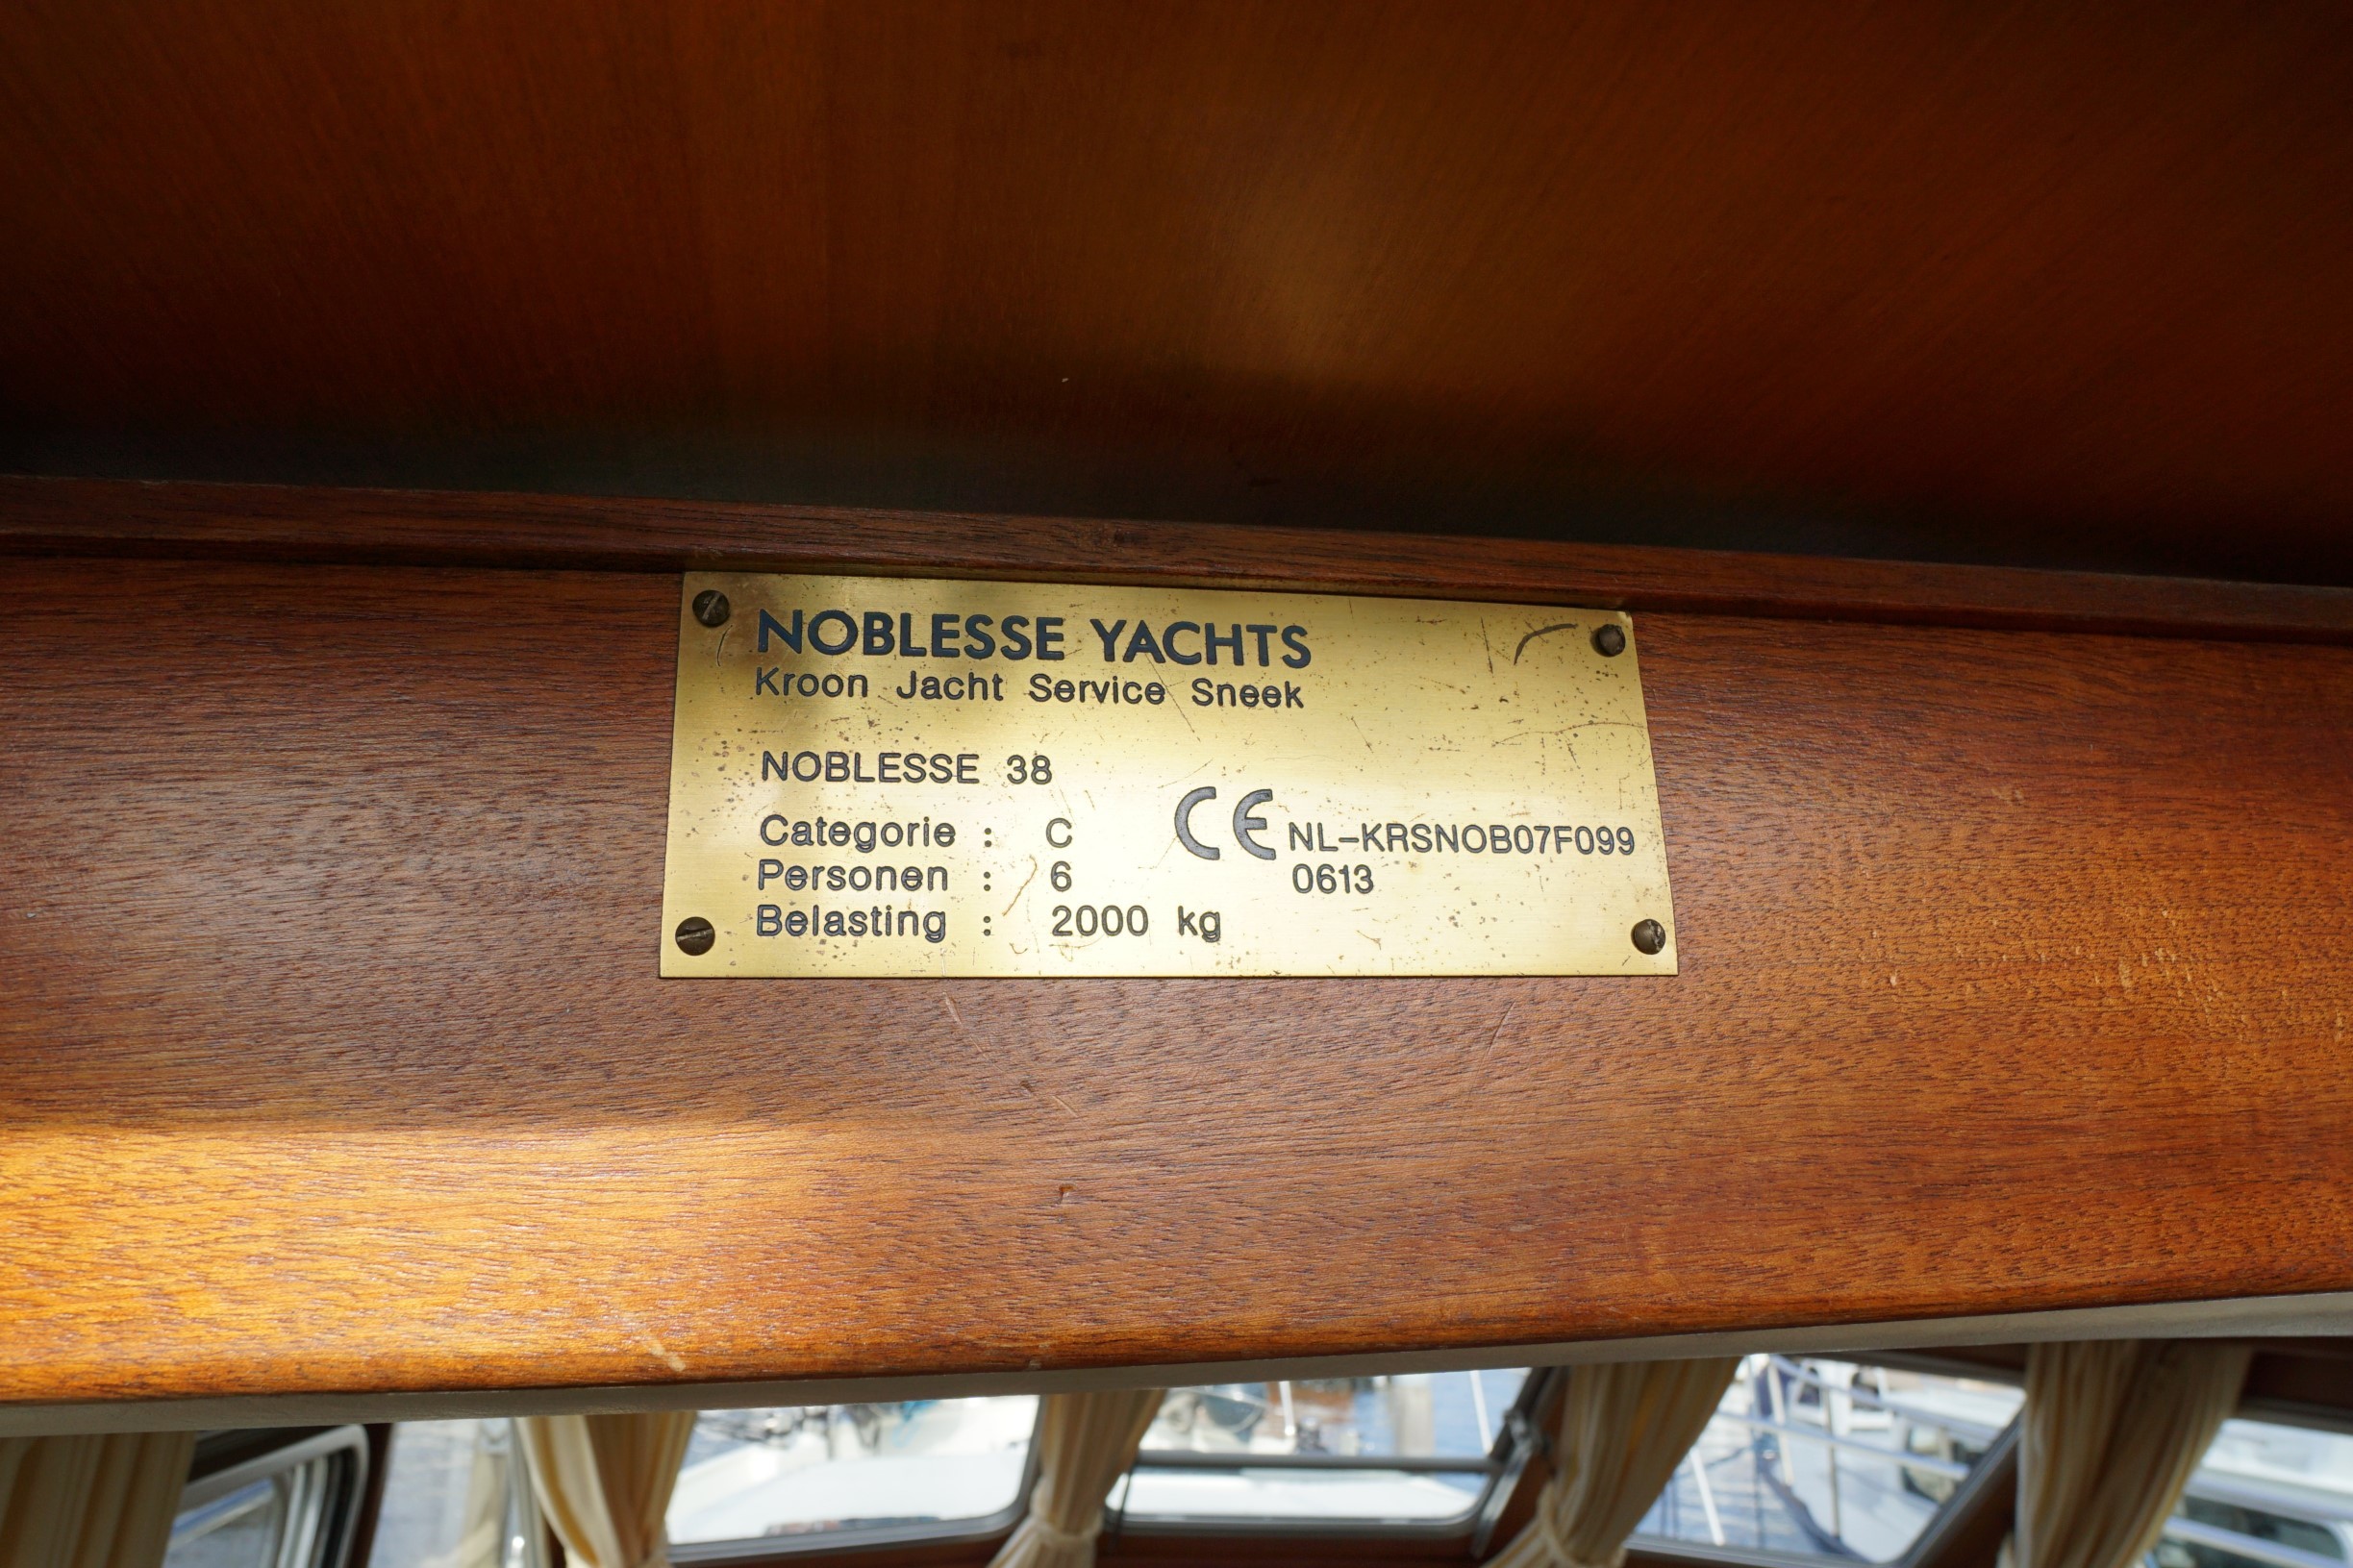 NOBLESSE YACHTS
Kroon Jacht Service Sneek
NOBLESSE 38
Categorie : C
CE NL-KRSNOB07F099
Personen : 6
0613
Belasting : 2000 kg